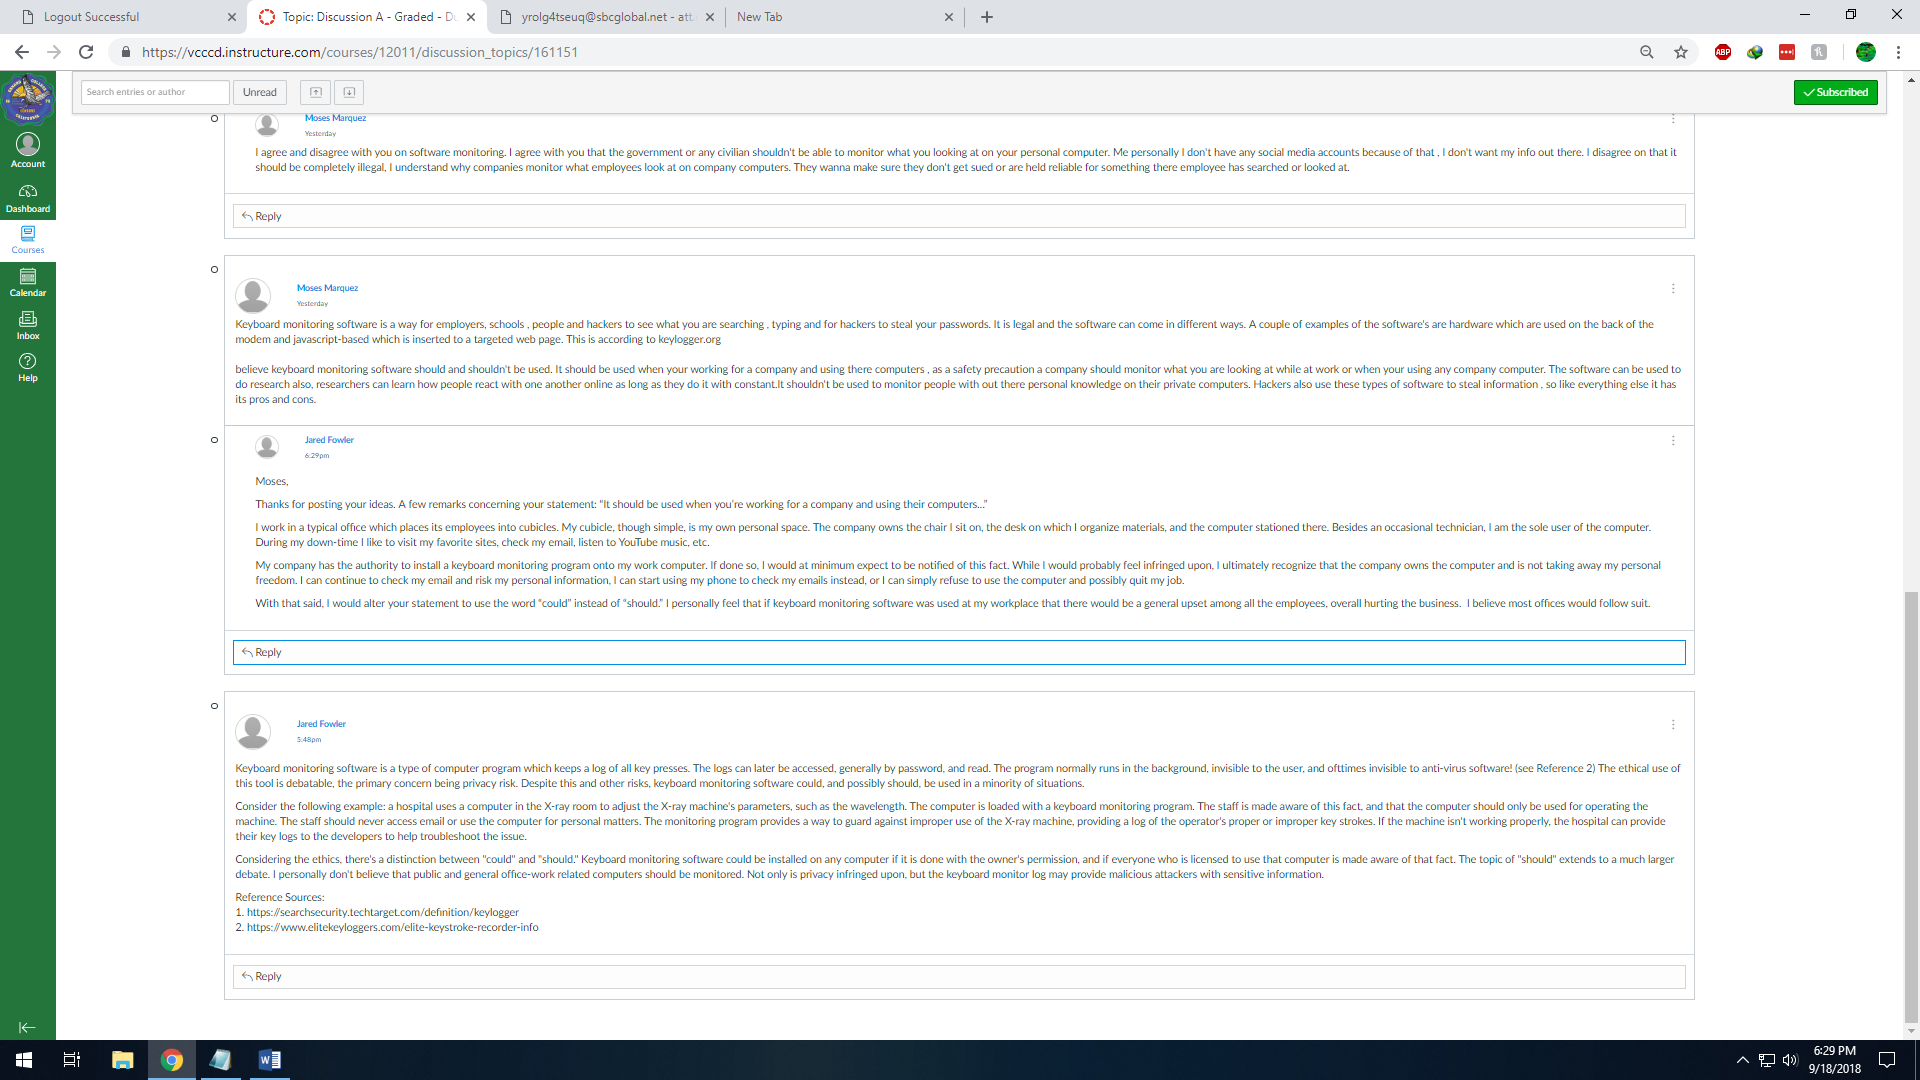 Logout Successful
Topic: Discussion A - Graded - Du
yrolg4tseuq@sbcglobal.net - att.
New Tab
https://vcccd.instructure.com/courses/12011/discussion_topics/161151
ABP
Search entries or author
Unread
Subscribed
Account
Dashboard
Courses
Calendar
Inbox
Help
Moses Marquez
Yesterday
I agree and disagree with you on software monitoring. I agree with you that the government or any civilian shouldn't be able to monitor what you looking at on your personal computer. Me personally I don't have any social media accounts because of that , I don't want my info out there. I disagree on that it
should be completely illegal, I understand why companies monitor what employees look at on company computers. They wanna make sure they don't get sued or are held reliable for something there employee has searched or looked at.
Reply
Moses Marquez
Yesterday
Keyboard monitoring software is a way for employers, schools , people and hackers to see what you are searching , typing and for hackers to steal your passwords. It is legal and the software can come in different ways. A couple of examples of the software's are hardware which are used on the back of the
modem and javascript-based which is inserted to a targeted web page. This is according to keylogger.org
believe keyboard monitoring software should and shouldn't be used. It should be used when your working for a company and using there computers , as a safety precaution a company should monitor what you are looking at while at work or when your using any company computer. The software can be used to
do research also, researchers can learn how people react with one another online as long as they do it with constant.It shouldn't be used to monitor people with out there personal knowledge on their private computers. Hackers also use these types of software to steal information , so like everything else it has
its pros and cons.
Jared Fowler
6:29pm
Moses,
Thanks for posting your ideas. A few remarks concerning your statement: "It should be used when you're working for a company and using their computers..."
I work in a typical office which places its employees into cubicles. My cubicle, though simple, is my own personal space. The company owns the chair I sit on, the desk on which I organize materials, and the computer stationed there. Besides an occasional technician, I am the sole user of the computer.
During my down-time I like to visit my favorite sites, check my email, listen to YouTube music, etc.
My company has the authority to install a keyboard monitoring program onto my work computer. If done so, I would at minimum expect to be notified of this fact. While I would probably feel infringed upon, I ultimately recognize that the company owns the computer and is not taking away my personal
freedom. I can continue to check my email and risk my personal information, I can start using my phone to check my emails instead, or I can simply refuse to use the computer and possibly quit my job.
With that said, I would alter your statement to use the word "could" instead of "should." I personally feel that if keyboard monitoring software was used at my workplace that there would be a general upset among all the employees, overall hurting the business.  I believe most offices would follow suit.
Reply
Jared Fowler
5:48pm
Keyboard monitoring software is a type of computer program which keeps a log of all key presses. The logs can later be accessed, generally by password, and read. The program normally runs in the background, invisible to the user, and ofttimes invisible to anti-virus software! (see Reference 2) The ethical use of
this tool is debatable, the primary concern being privacy risk. Despite this and other risks, keyboard monitoring software could, and possibly should, be used in a minority of situations.
Consider the following example: a hospital uses a computer in the X-ray room to adjust the X-ray machine's parameters, such as the wavelength. The computer is loaded with a keyboard monitoring program. The staff is made aware of this fact, and that the computer should only be used for operating the
machine. The staff should never access email or use the computer for personal matters. The monitoring program provides a way to guard against improper use of the X-ray machine, providing a log of the operator's proper or improper key strokes. If the machine isn't working properly, the hospital can provide
their key logs to the developers to help troubleshoot the issue.
Considering the ethics, there's a distinction between "could" and "should." Keyboard monitoring software could be installed on any computer if it is done with the owner's permission, and if everyone who is licensed to use that computer is made aware of that fact. The topic of "should" extends to a much larger
debate. I personally don't believe that public and general office-work related computers should be monitored. Not only is privacy infringed upon, but the keyboard monitor log may provide malicious attackers with sensitive information.
Reference Sources:
1. https://searchsecurity.techtarget.com/definition/keylogger
2. https://www.elitekeyloggers.com/elite-keystroke-recorder-info
Reply
6:29 PM
9/18/2018